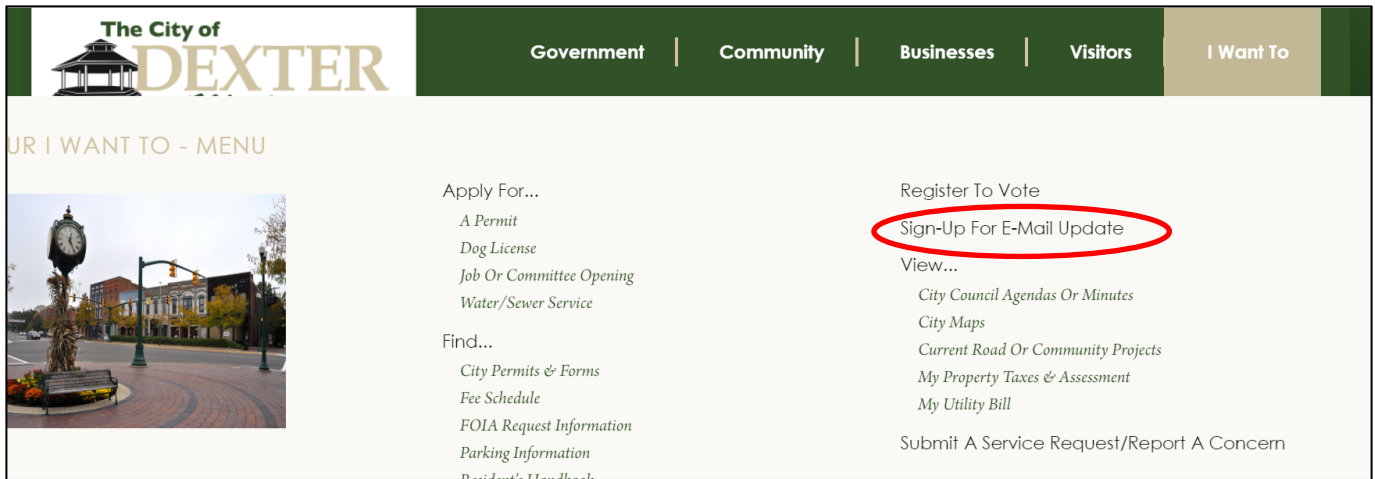 The City of
DEXTER
Government
Community
Businesses
Visitors
I Want To
UR I WANT TO - MENU
Apply For...
A Permit
Dog License
Job Or Committee Opening
Water/Sewer Service
Find...
City Permits & Forms
Fee Schedule
FOIA Request Information
Parking Information
Resident's Handbook
Register To Vote
Sign-Up For E-Mail Update
View...
City Council Agendas Or Minutes
City Maps
Current Road Or Community Projects
My Property Taxes & Assessment
My Utility Bill
Submit A Service Request/Report A Concern